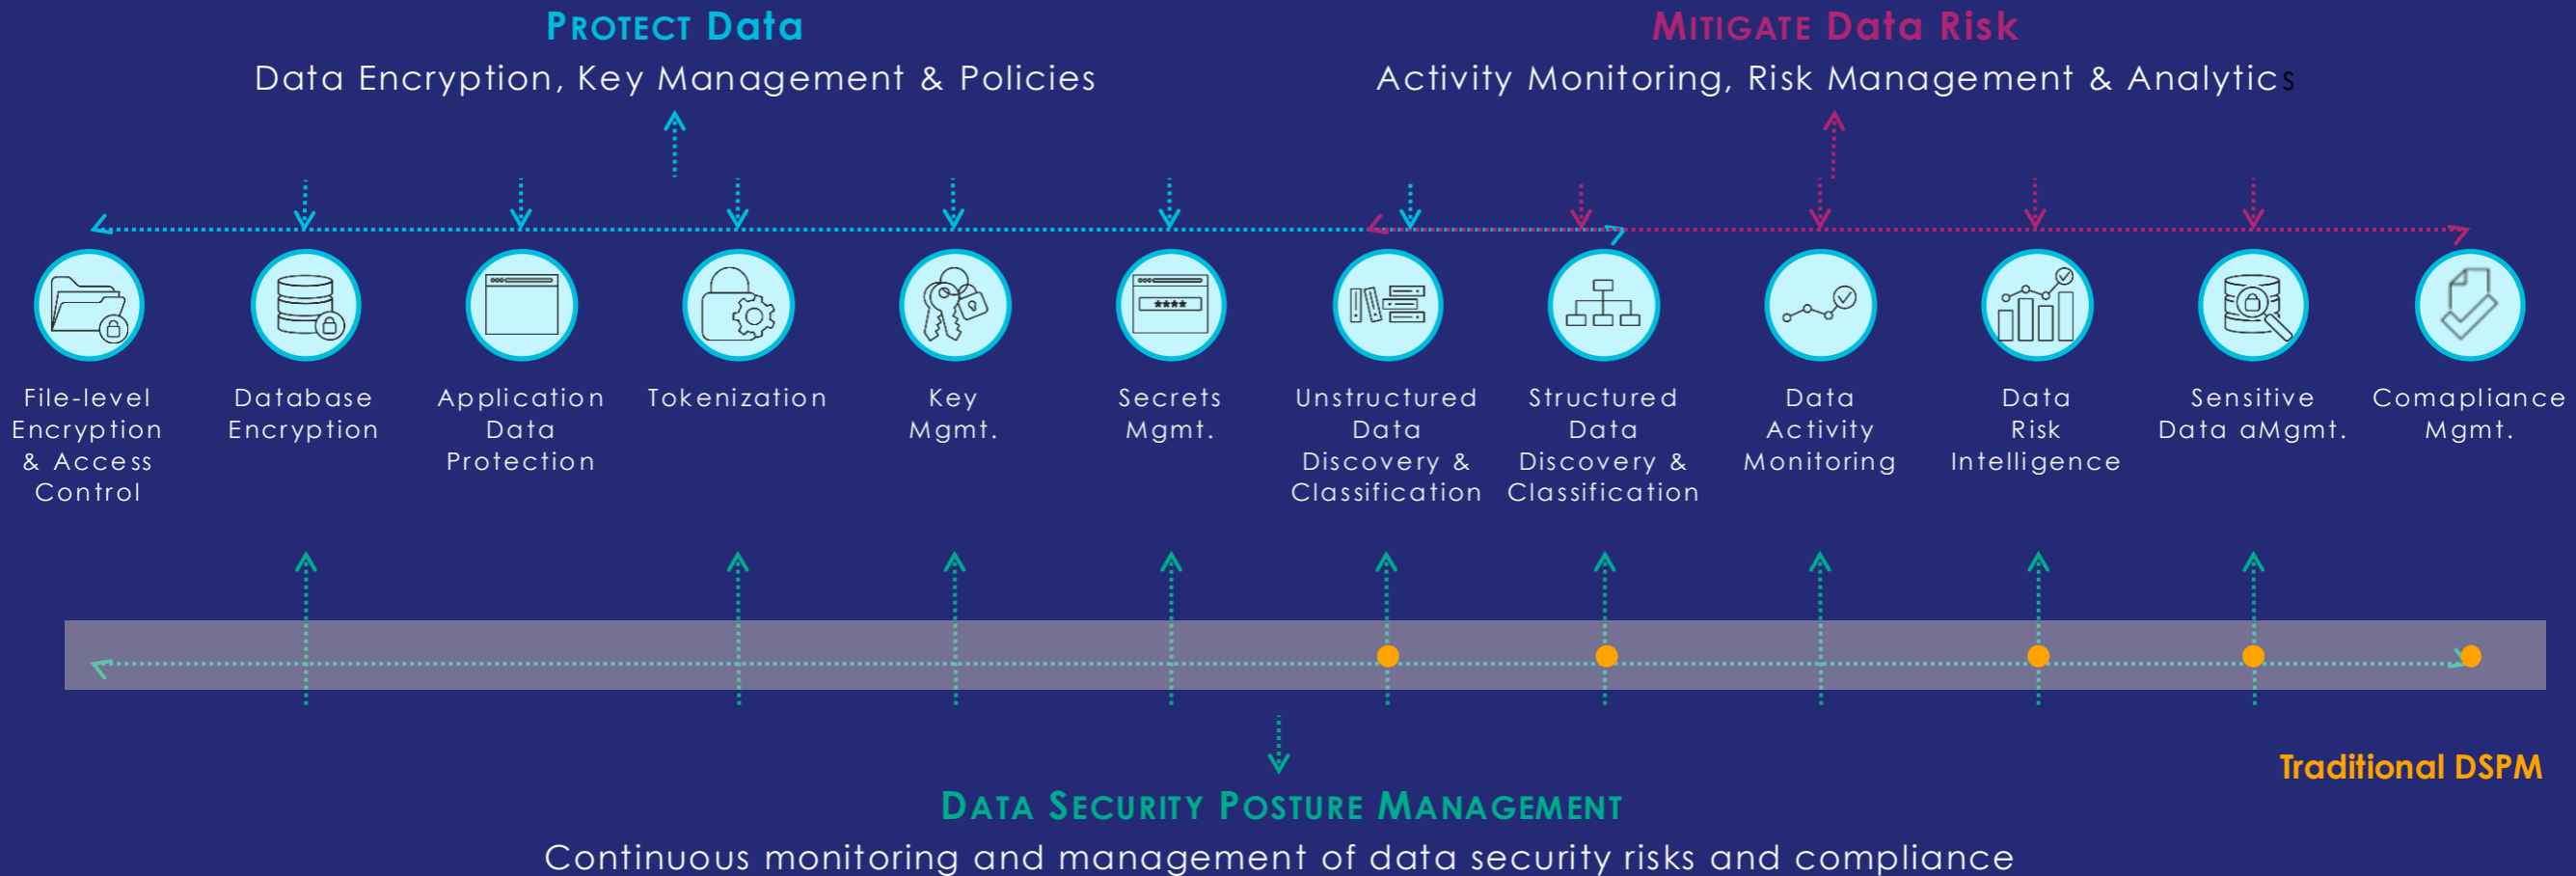 PROTECT Data
Data Encryption, Key Management & Policies
MITIGATE Data Risk
Activity Monitoring, Risk Management & Analytics
File-level
Encryption
& Access
Control
Database
Encryption
Application
Data
Protection
Tokenization
Key
Mgmt.
****
Secrets
Mgmt.
Unstructured
Data
Discovery &
Classification
Structured
Data
Discovery &
Classification
Data
Activity
Monitoring
Data
Risk
Intelligence
Sensitive
Data aMgmt.
Comapliance
Mgmt.
Traditional DSPM
DATA SECURITY POSTURE MANAGEMENT
Continuous monitoring and management of data security risks and compliance